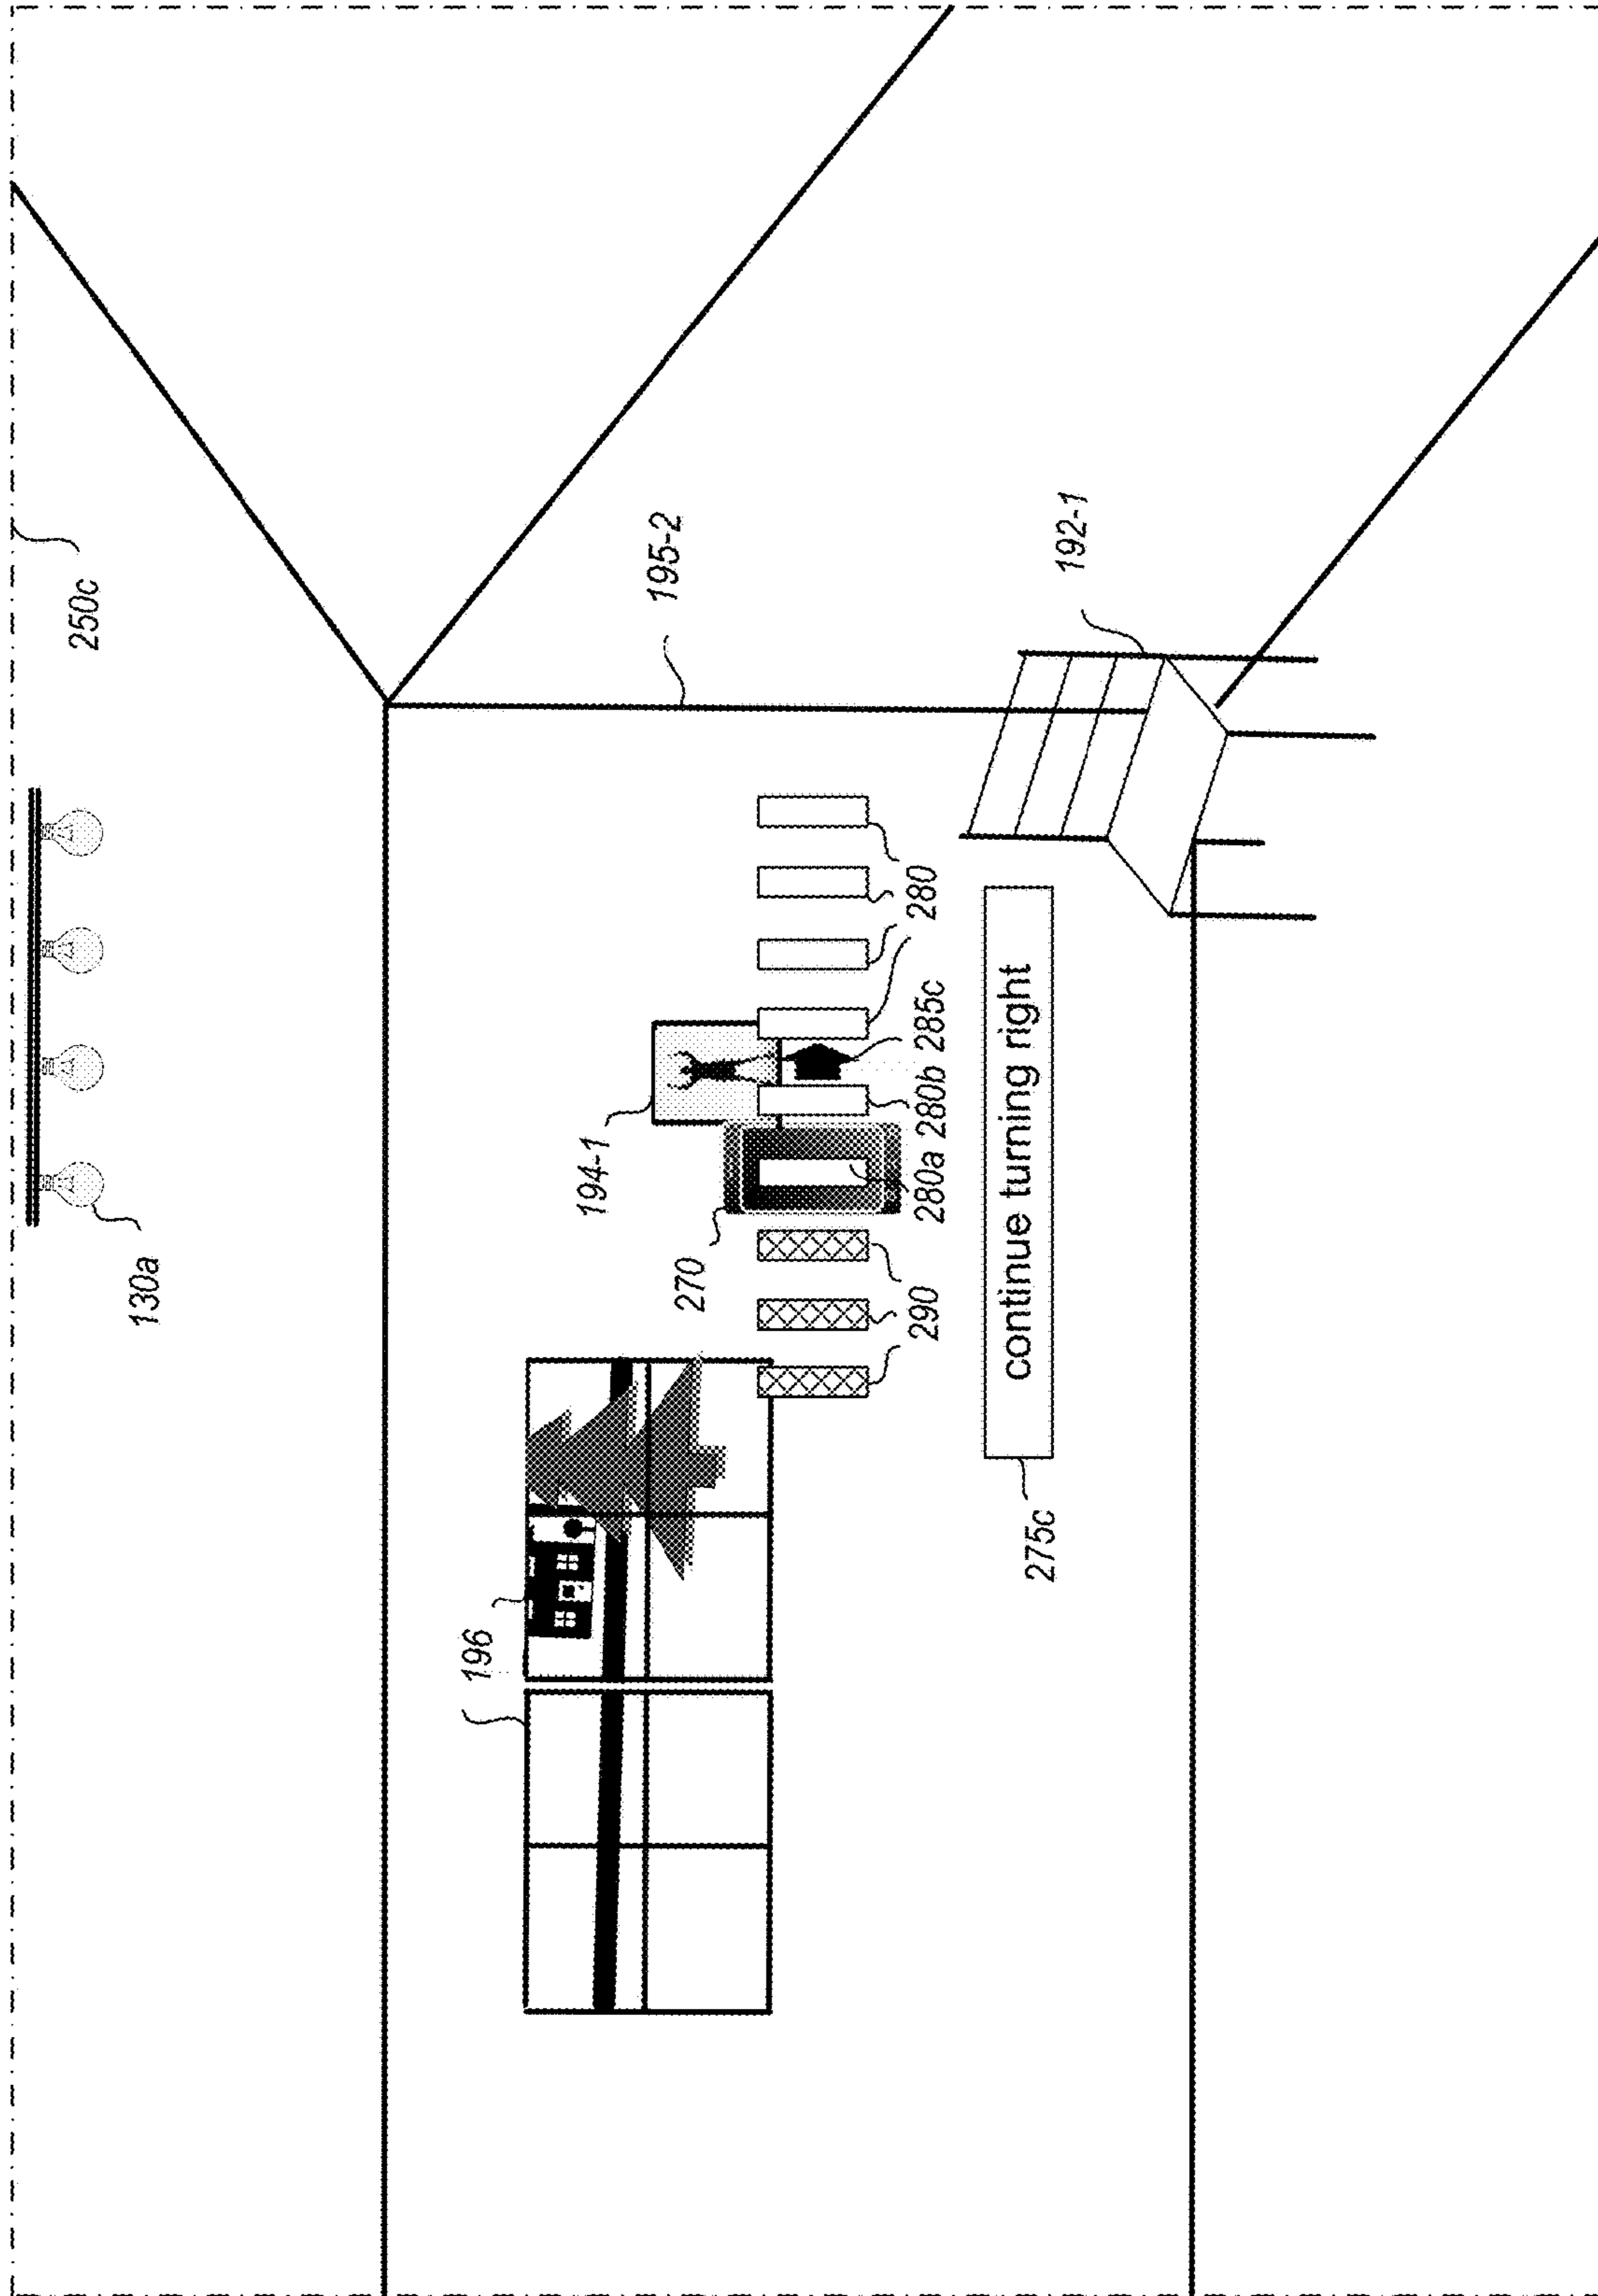 250c
130a
195-2
192-1
194-1
196
270
280
285c
280b
280a
290
continue turning right
275c